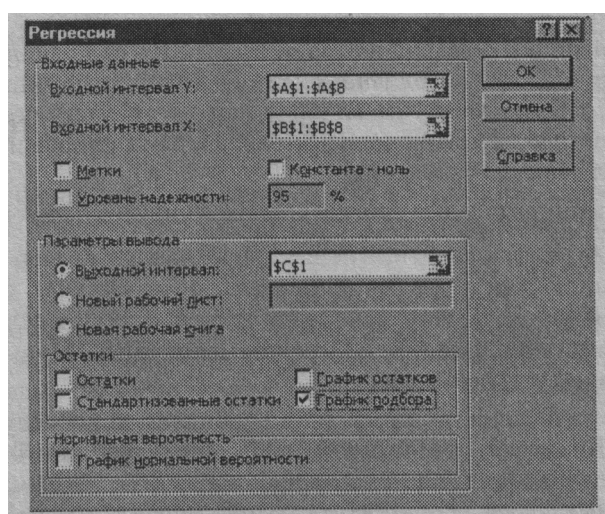 Регрессия
Входные данные
Входной интервал Y: $A$1:$A$8
Входной интервал X: $B$1:$B$8
Метки Константа - ноль
Уровень надежности: 95 %
OK
Отмена
Справка
Параметры вывода
Выходной интервал: $C$1
Новый рабочий лист:
Новая рабочая книга
Остатки
Остатки График остатков
Стандартизованные остатки График подбора
Нормальная вероятность
График нормальной вероятности